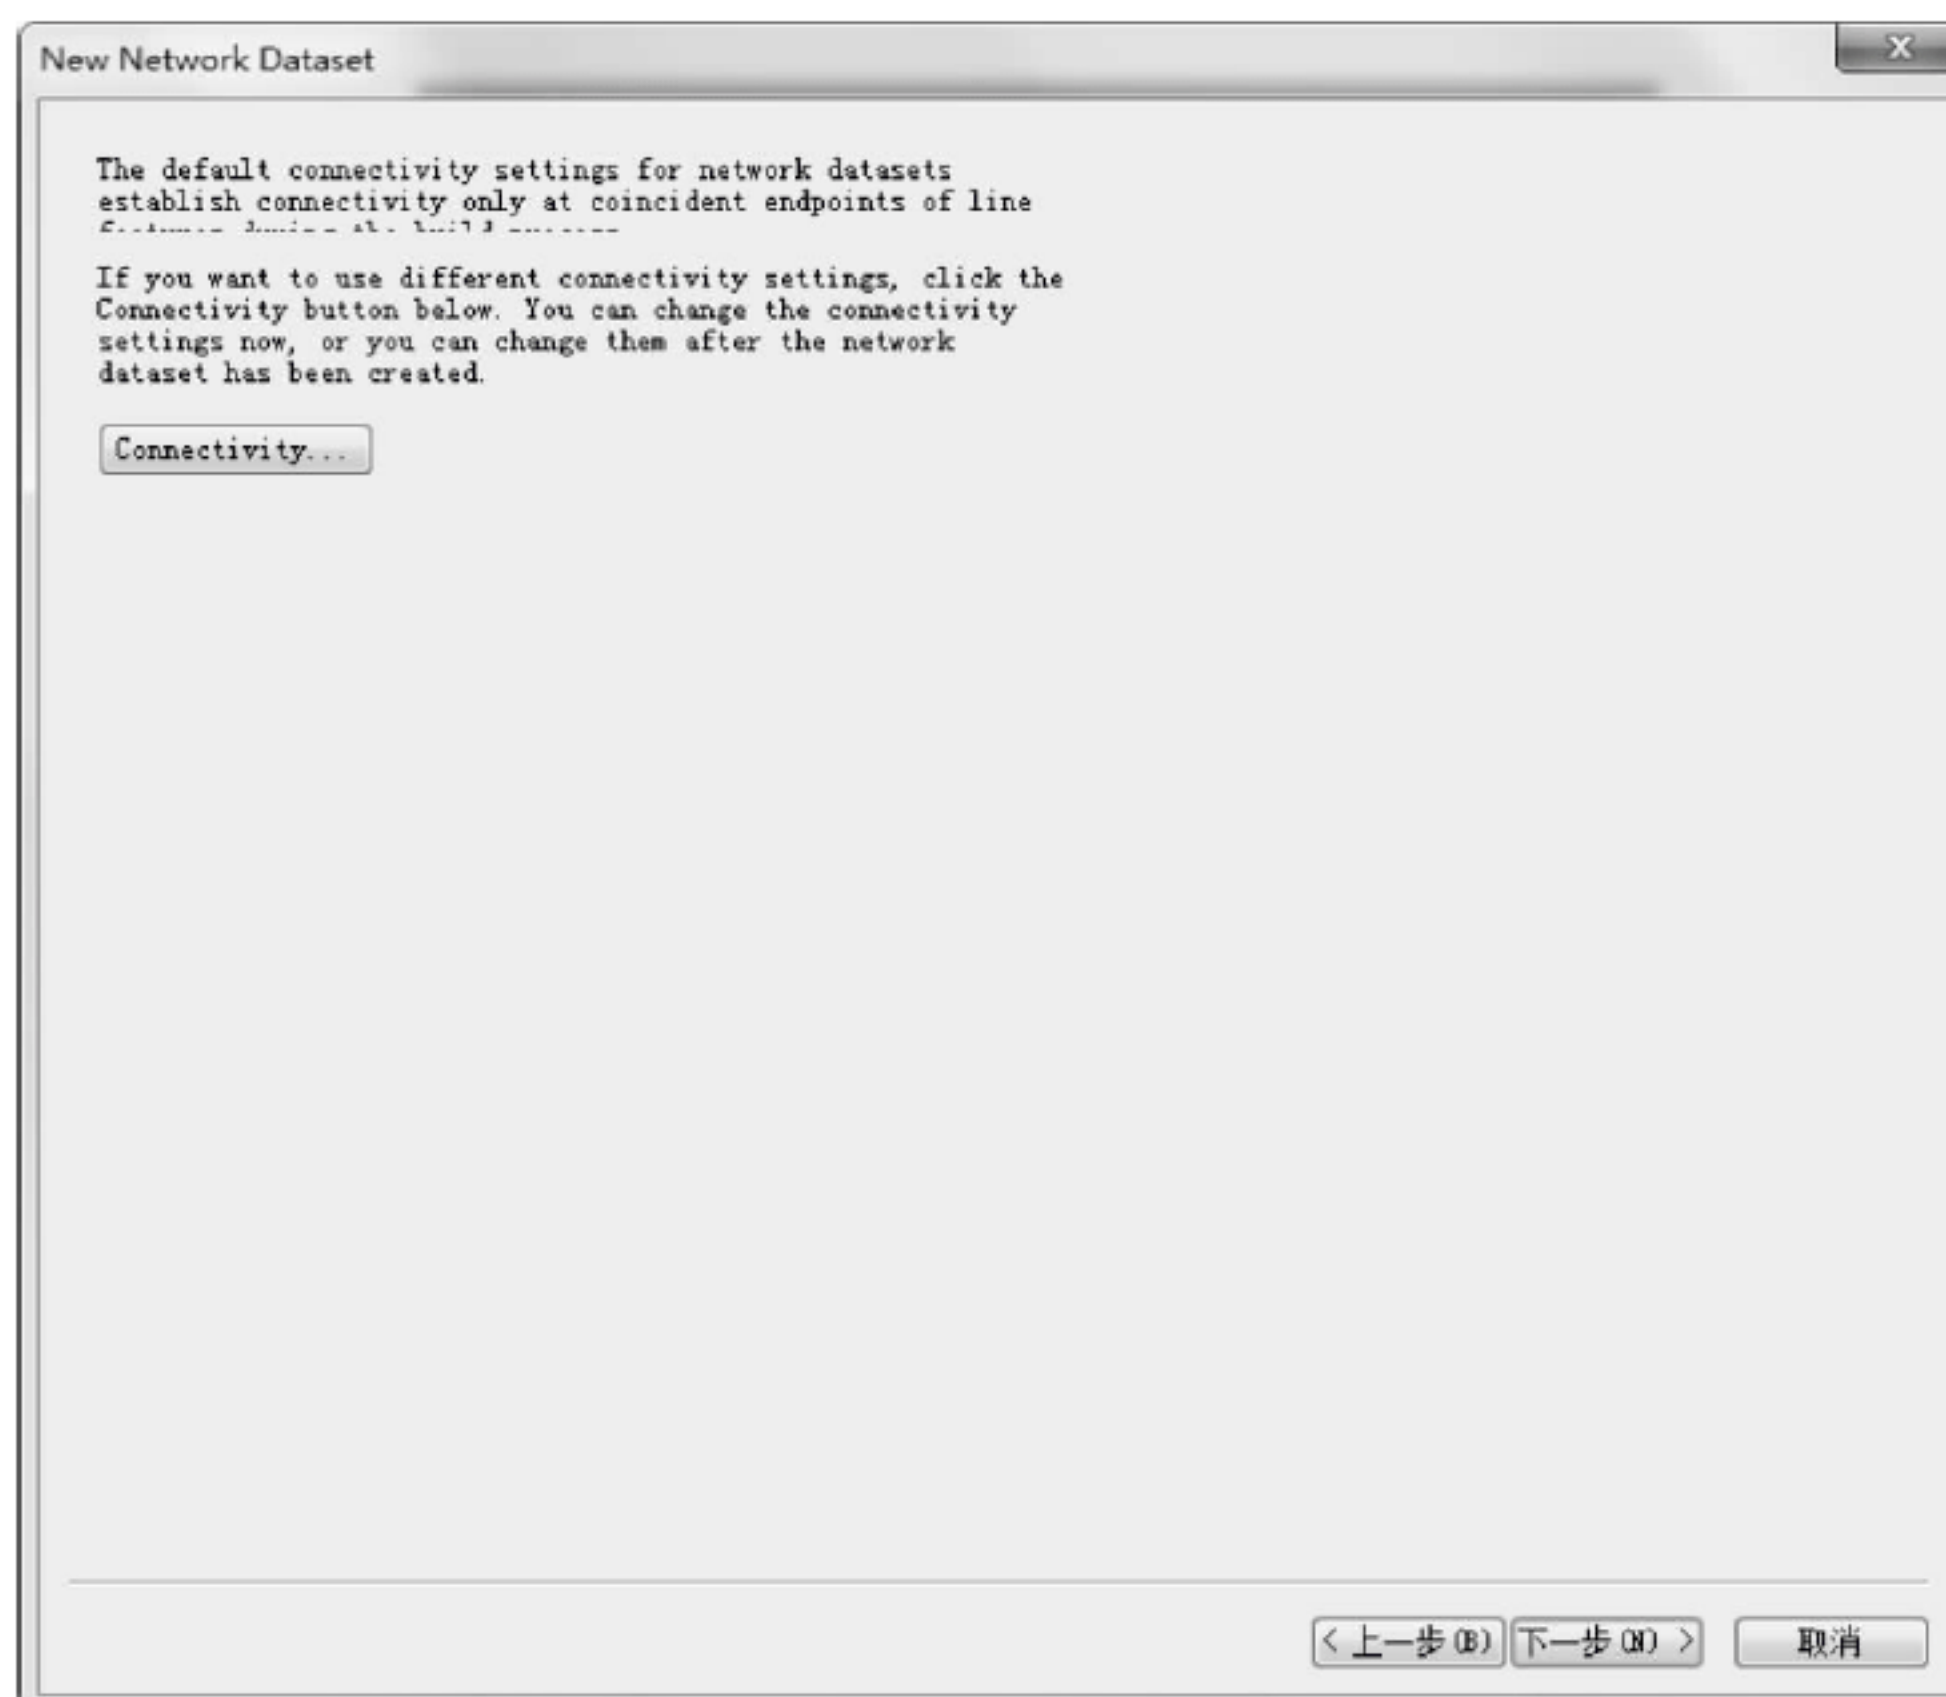 New Network Dataset
X
The default connectivity settings for network datasets
establish connectivity only at coincident endpoints of line
If you want to use different connectivity settings, click the
Connectivity button below. You can change the connectivity
settings now, or you can change them after the network
dataset has been created.
Connectivity...
< 上一步(B) 下一步(N) > 取消